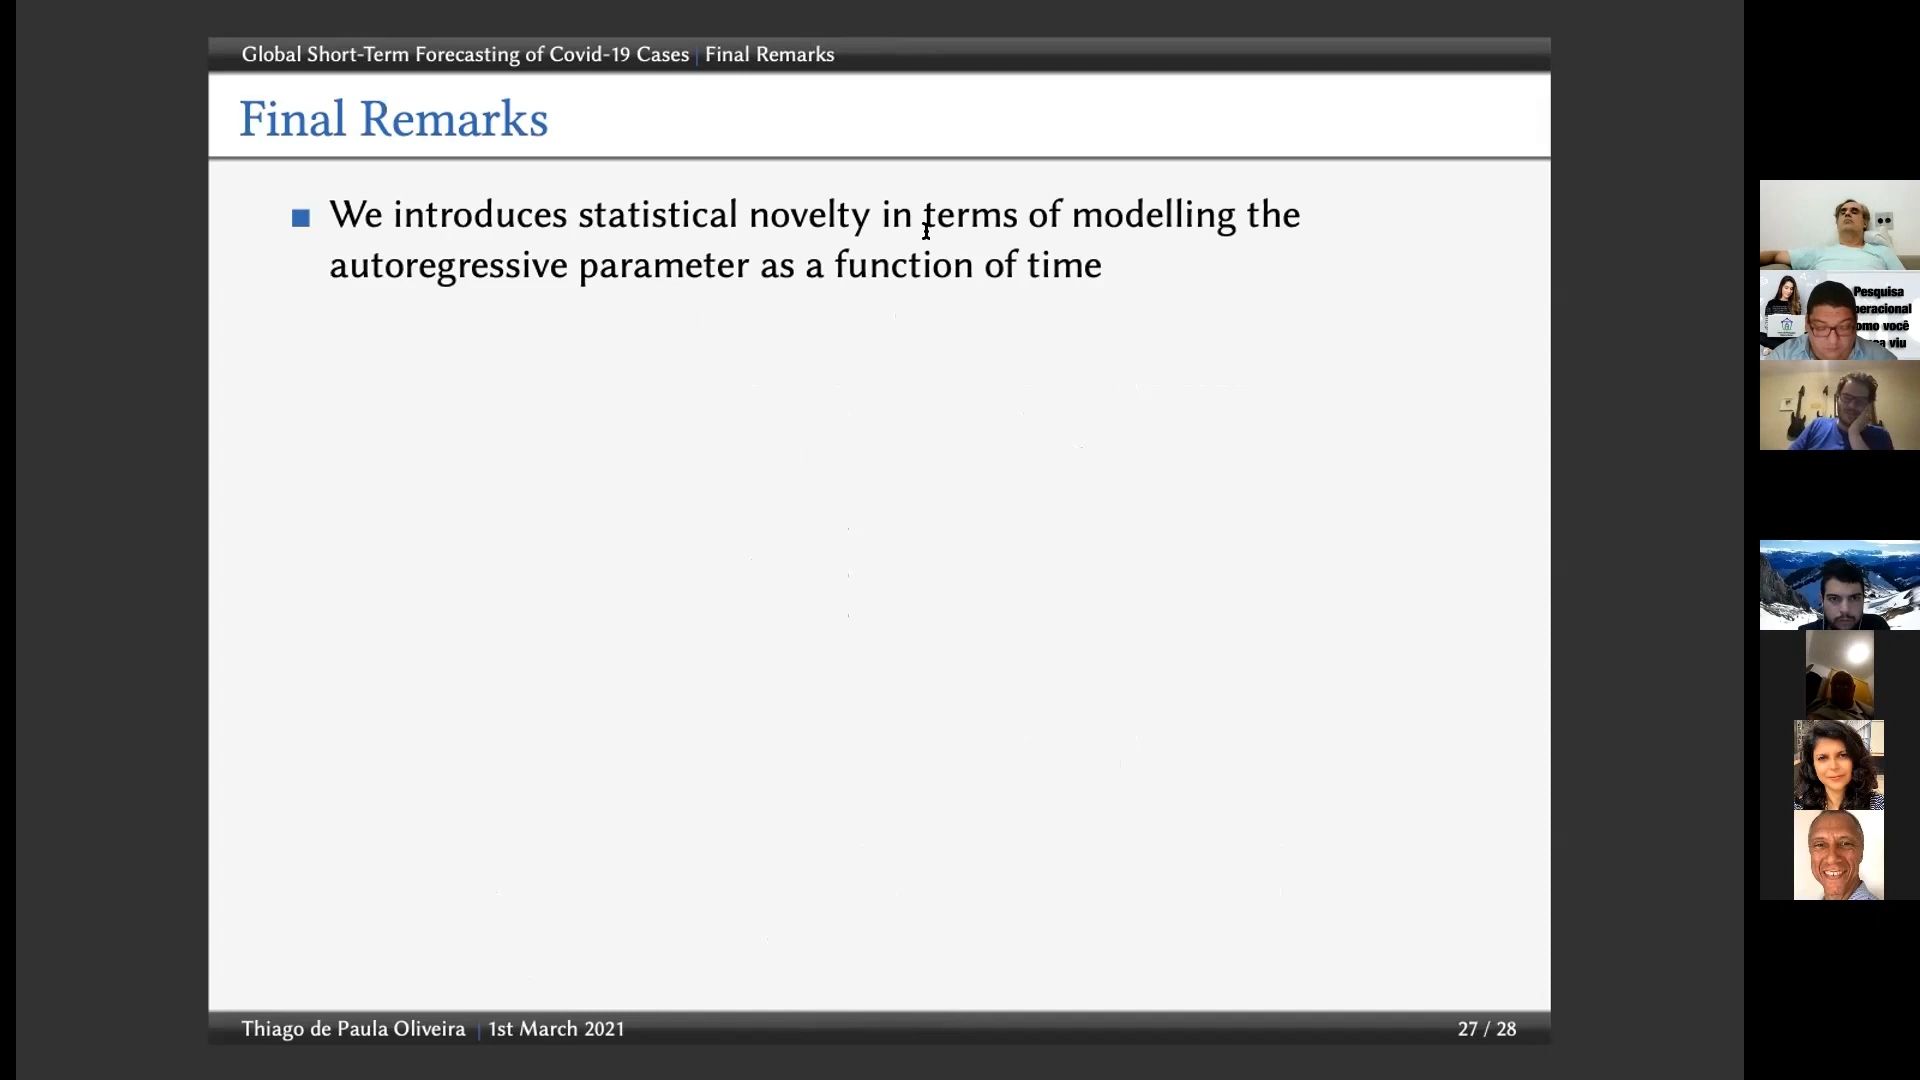 Global Short-Term Forecasting of Covid-19 Cases | Final Remarks
Final Remarks
We introduces statistical novelty in terms of modelling the
autoregressive parameter as a function of time
Pesquisa
peracional
omo você
viu
Thiago de Paula Oliveira | 1st March 2021
27 / 28